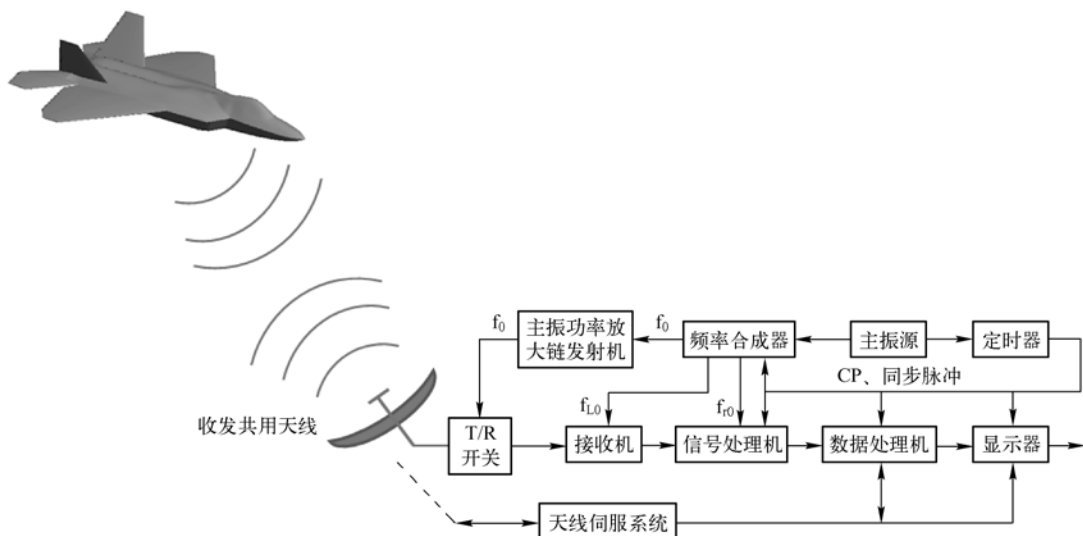 f0
主振功率放
大链发射机
f0
频率合成器
主振源
定时器
CP、同步脉冲
fL0
fr0
收发共用天线
T/R
开关
接收机
信号处理机
数据处理机
显示器
天线伺服系统